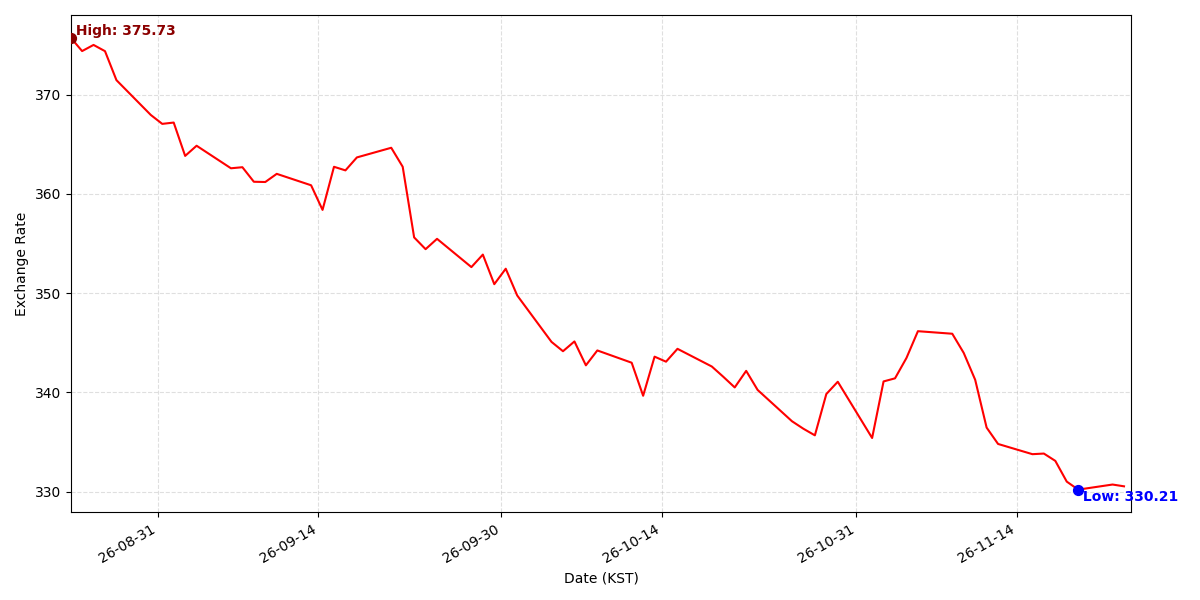 High: 375.73
370
360
350
340
330
Exchange Rate
Low: 330.21
26-08-31
26-09-14
26-09-30
26-10-14
26-10-31
26-11-14
Date (KST)